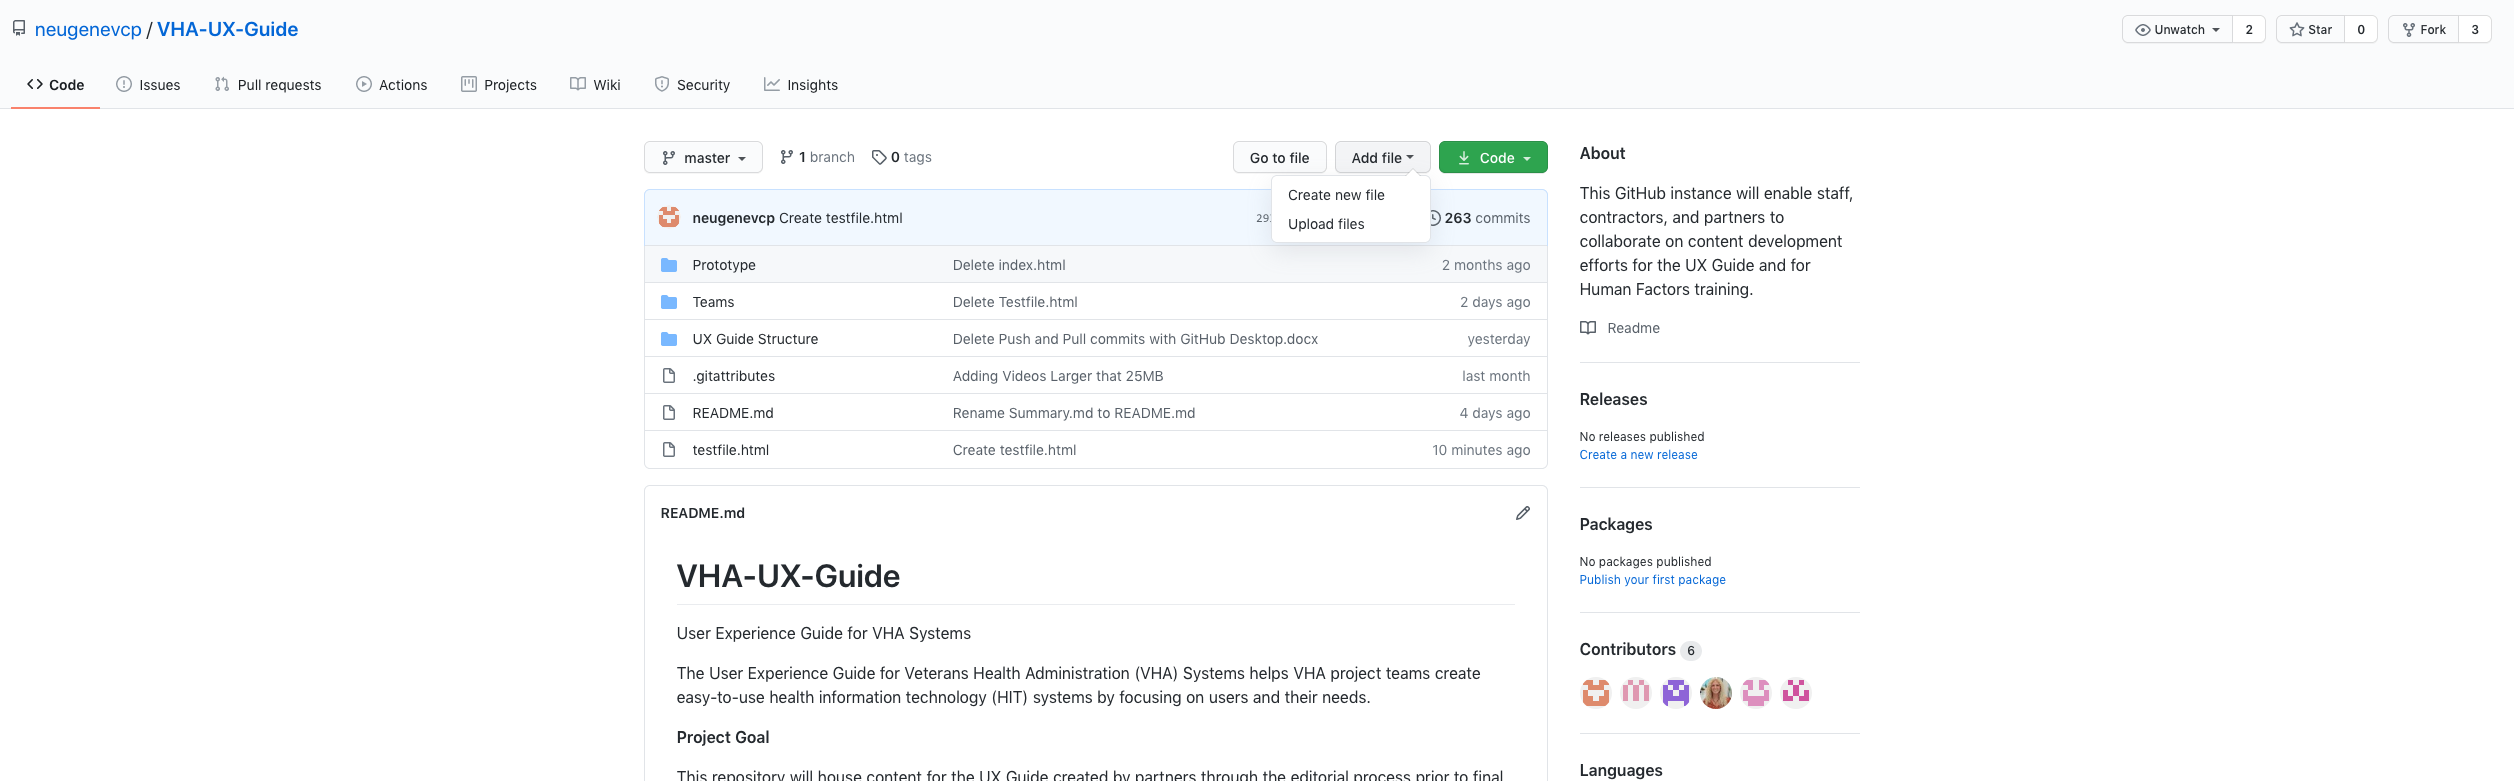 neugenevcp / VHA-UX-Guide
Unwatch 2 Star 0 Fork 3
Code Issues Pull requests Actions Projects Wiki Security Insights
master 1 branch 0 tags Go to file Add file Code
Create new file
Upload files
neugenevcp Create testfile.html 263 commits
Prototype Delete index.html 2 months ago
Teams Delete Testfile.html 2 days ago
UX Guide Structure Delete Push and Pull commits with GitHub Desktop.docx yesterday
.gitattributes Adding Videos Larger that 25MB last month
README.md Rename Summary.md to README.md 4 days ago
testfile.html Create testfile.html 10 minutes ago
README.md
VHA-UX-Guide
User Experience Guide for VHA Systems
The User Experience Guide for Veterans Health Administration (VHA) Systems helps VHA project teams create
easy-to-use health information technology (HIT) systems by focusing on users and their needs.
Project Goal
This repository will house content for the UX Guide created by partners through the editorial process prior to final
About
This GitHub instance will enable staff,
contractors, and partners to
collaborate on content development
efforts for the UX Guide and for
Human Factors training.
Readme
Releases
No releases published
Create a new release
Packages
No packages published
Publish your first package
Contributors 6
Languages